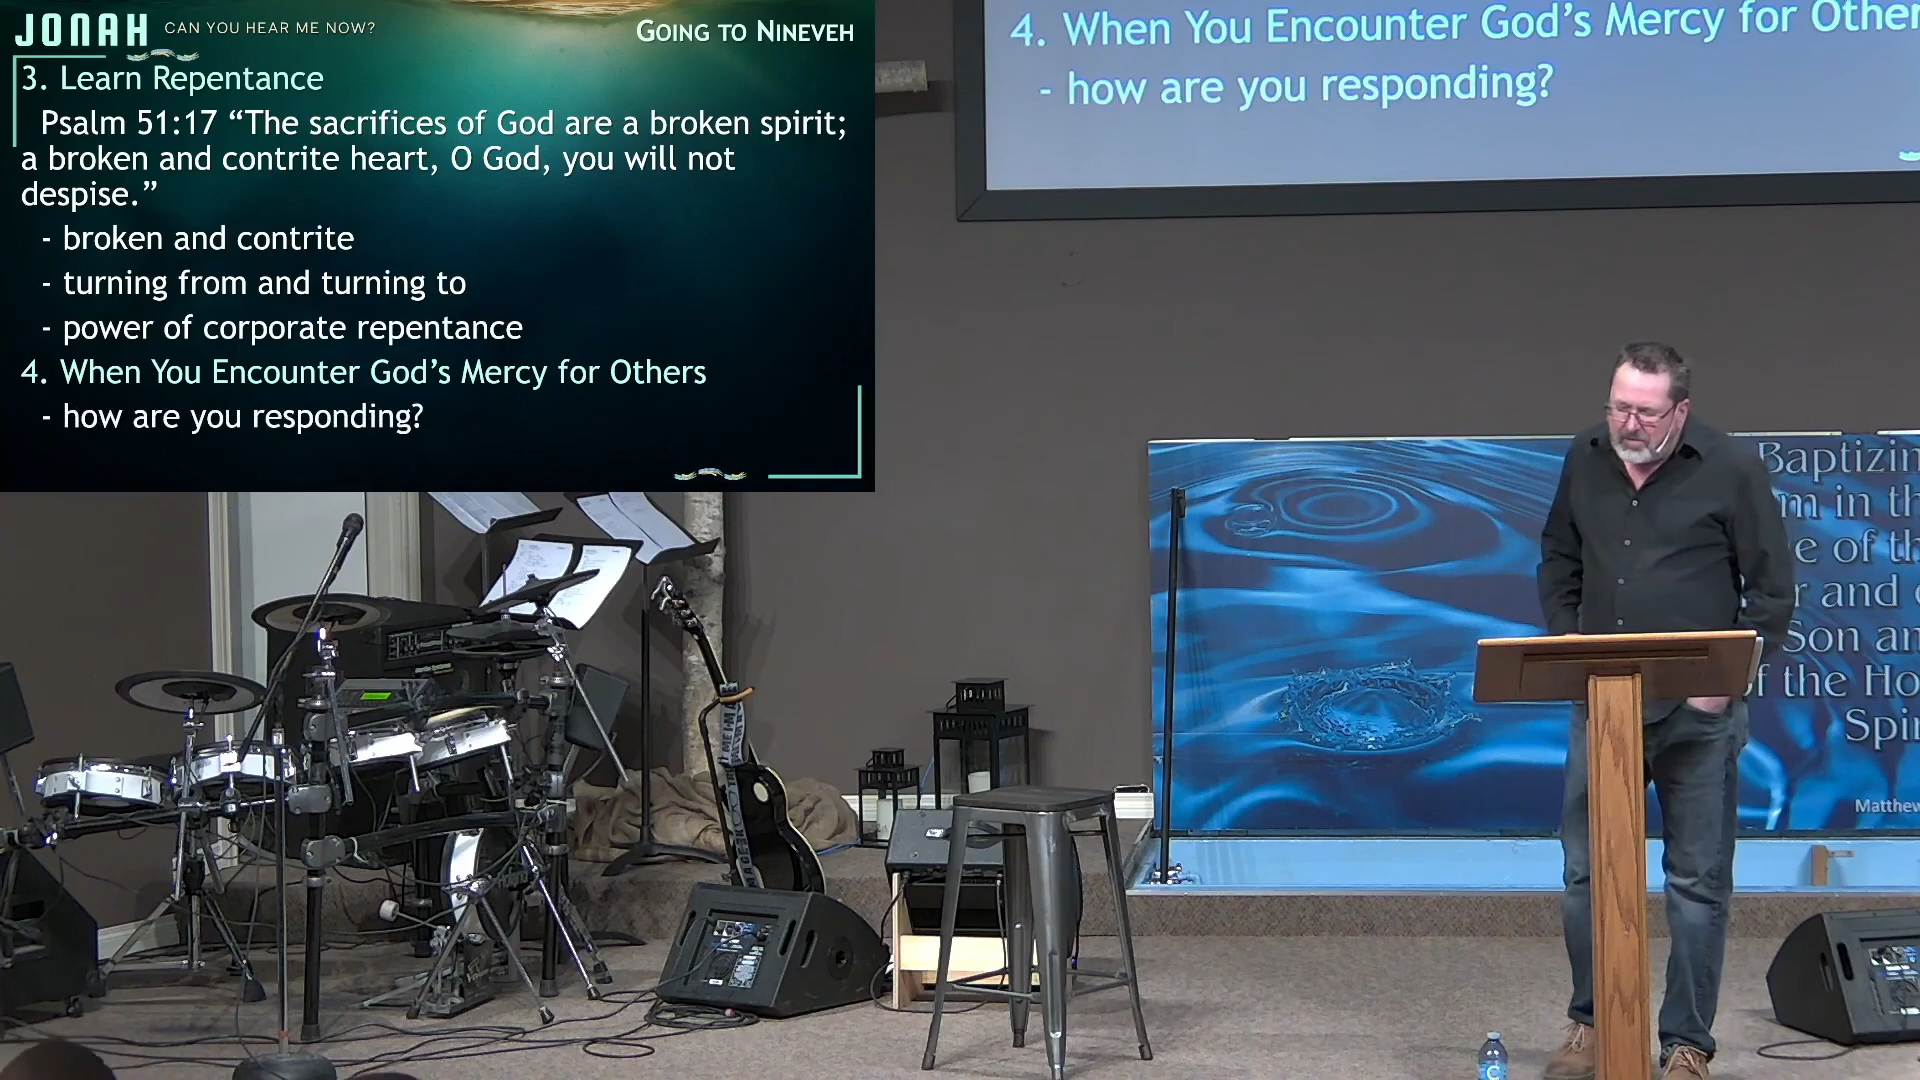 JONAH CAN YOU HEAR ME NOW?
GOING TO NINEVEH
3. Learn Repentance
Psalm 51:17 “The sacrifices of God are a broken spirit;
a broken and contrite heart, O God, you will not
despise.”
- broken and contrite
- turning from and turning to
- power of corporate repentance
4. When You Encounter God’s Mercy for Others
- how are you responding?
4. When You Encounter God’s Mercy for Other
- how are you responding?
Baptizin
m in th
e of th
r and
Son an
of the Ho
Spir
Matthew